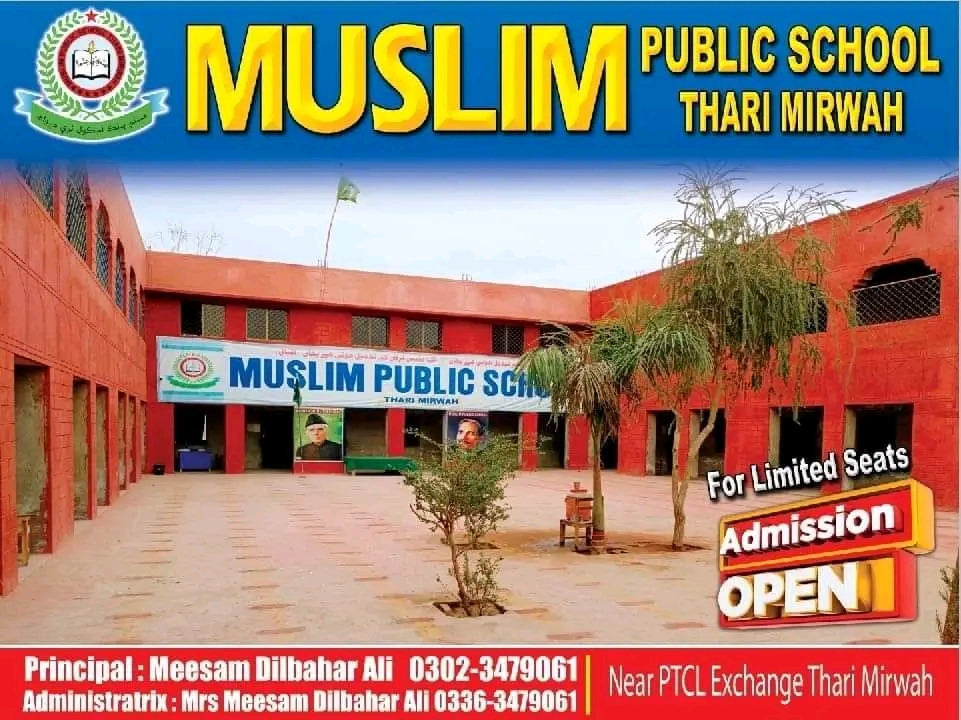 MUSLIM
PUBLIC SCHOOL
THARI MIRWAH
MUSLIM PUBLIC SCHO
THARI MIRWAH
For Limited Seats
Admission
OPEN
Principal : Meesam Dilbahar Ali 0302-3479061
Administratrix : Mrs Meesam Dilbahar Ali 0336-3479061
Near PTCL Exchange Thari Mirwah